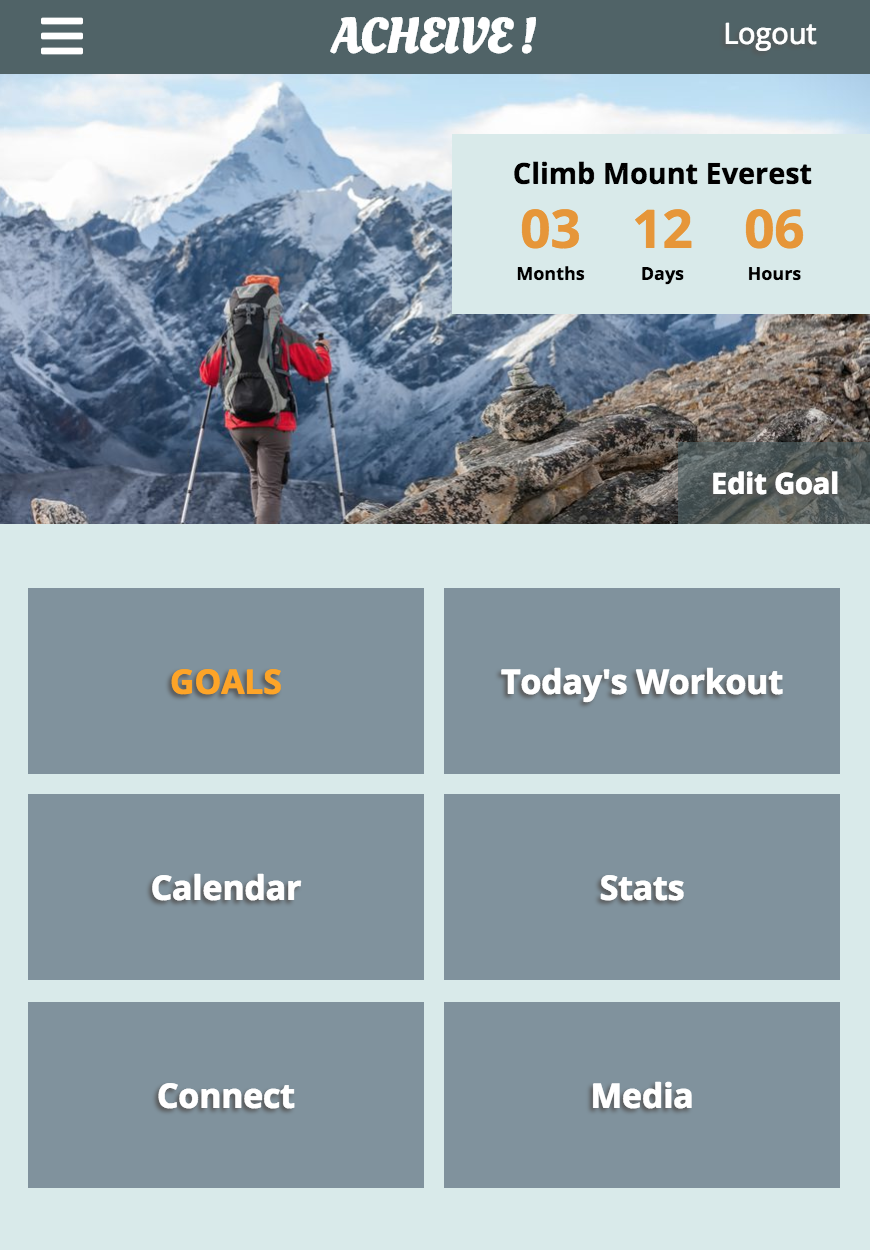 ACHEIVE !
Logout
Climb Mount Everest
03 12 06
Months Days Hours
Edit Goal
GOALS
Today's Workout
Calendar
Stats
Connect
Media